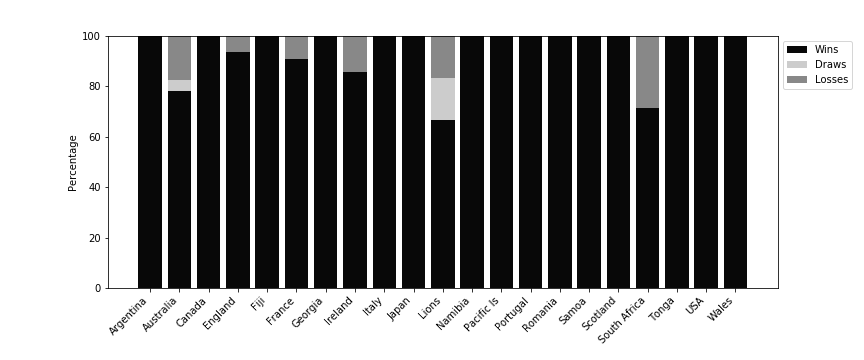 100
80
60
40
20
0
Percentage
Wins
Draws
Losses
Argentina
Australia
Canada
England
Fiji
France
Georgia
Ireland
Italy
Japan
Lions
Namibia
Pacific Is
Portugal
Romania
Samoa
Scotland
South Africa
Tonga
USA
Wales